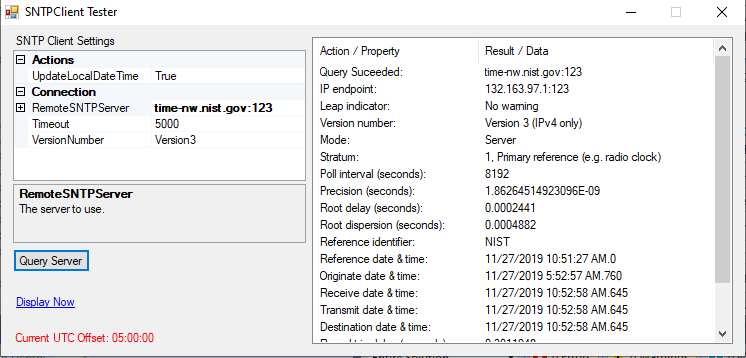 SNTPClient Tester
SNTP Client Settings
Actions
UpdateLocalDateTime True
Connection
RemoteSNTPServer time-nw.nist.gov:123
Timeout 5000
VersionNumber Version3
RemoteSNTPServer
The server to use.
Query Server
Display Now
Current UTC Offset: 05:00:00
Action / Property Result / Data
Query Suceeded: time-nw.nist.gov:123
IP endpoint: 132.163.97.1:123
Leap indicator: No warning
Version number: Version 3 (IPv4 only)
Mode: Server
Stratum: 1, Primary reference (e.g. radio clock)
Poll interval (seconds): 8192
Precision (seconds): 1.86264514923096E-09
Root delay (seconds): 0.0002441
Root dispersion (seconds): 0.0004882
Reference identifier: NIST
Reference date & time: 11/27/2019 10:51:27 AM.0
Originate date & time: 11/27/2019 5:52:57 AM.760
Receive date & time: 11/27/2019 10:52:58 AM.645
Transmit date & time: 11/27/2019 10:52:58 AM.645
Destination date & time: 11/27/2019 10:52:58 AM.645